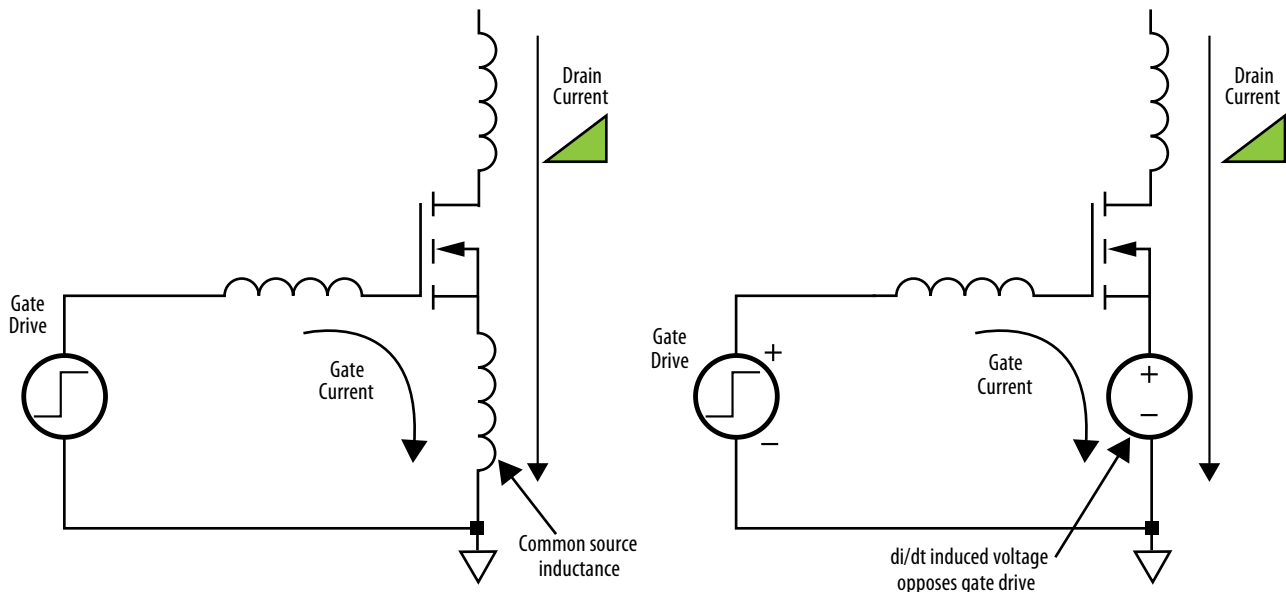 Drain
Current
Gate
Drive
Gate
Current
Common source
inductance
Drain
Current
Gate
Drive
+
−
Gate
Current
+
−
di/dt induced voltage
opposes gate drive